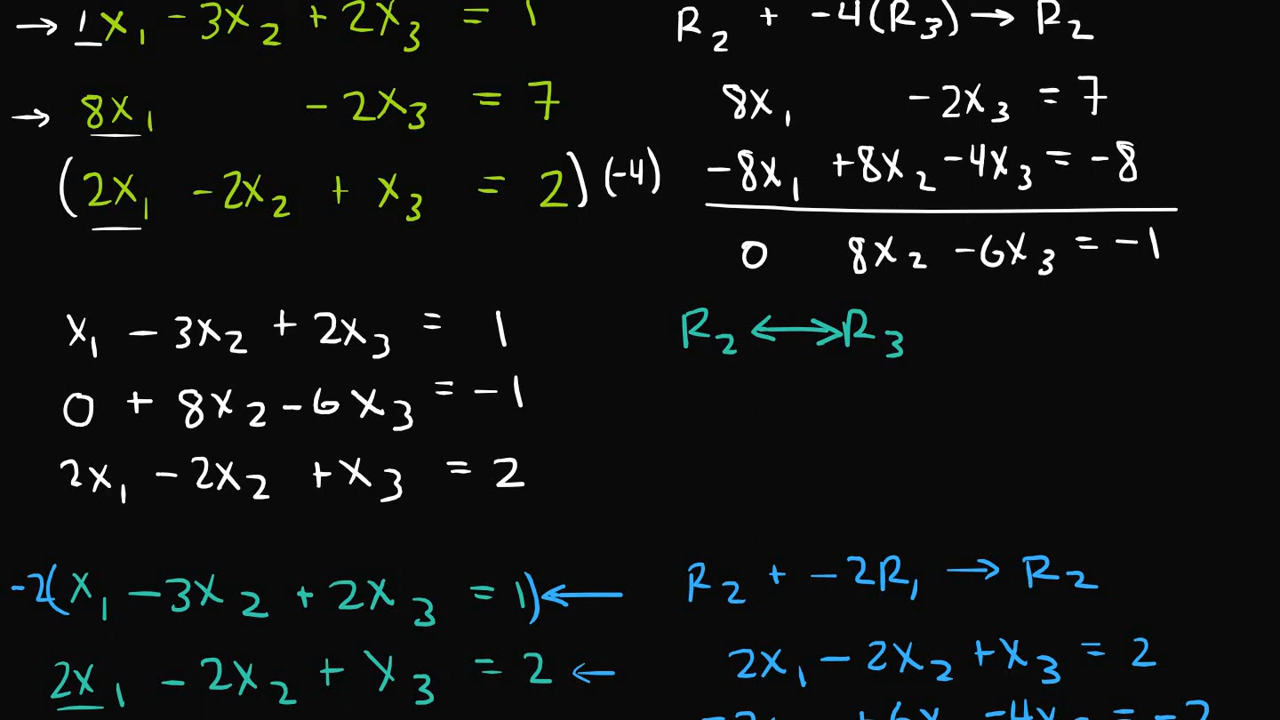 → 1x₁ - 3x₂ + 2x₃ = 1
→ 8x₁ - 2x₃ = 7
(2x₁ - 2x₂ + x₃ = 2)(-4)
R₂ + -4(R₃) → R₂
8x₁ - 2x₃ = 7
-8x₁ + 8x₂ - 4x₃ = -8
0 8x₂ - 6x₃ = -1
x₁ - 3x₂ + 2x₃ = 1
0 + 8x₂ - 6x₃ = -1
2x₁ - 2x₂ + x₃ = 2
R₂ ↔ R₃
-2(x₁ - 3x₂ + 2x₃ = 1) ←
2x₁ - 2x₂ + x₃ = 2 ←
R₂ + -2R₁ → R₂
2x₁ - 2x₂ + x₃ = 2